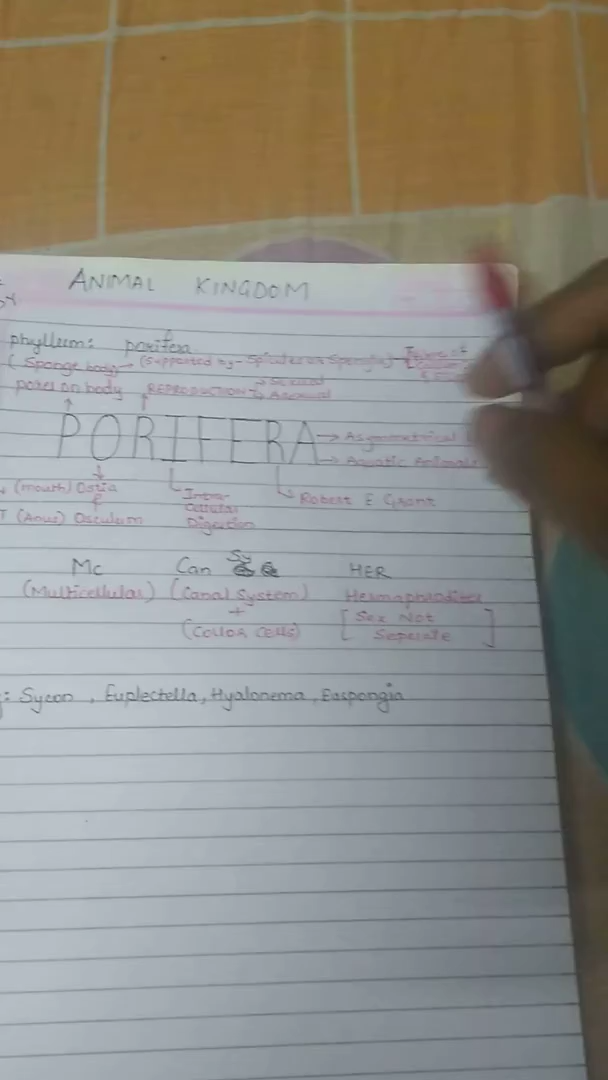 ANIMAL KINGDOM
phyllum: porifera
(Sponge body - (Supported by - Spicules or Spongin)
pores on body REPRODUCTION → Sexual
→ Asexual
PORIFERA → Asymmetrical
→ Aquatic Animals
(mouth) Ostia
(Anus) Osculum
Intra-
Cellular
Digestion
Robert E Grant
Mc Can Sy HER
(Multicellular) (Canal System) Hermaphrodites
+ [Sex Not
(Collar cells) Seperate]
: Sycon, Euplectella, Hyalonema, Euspongia